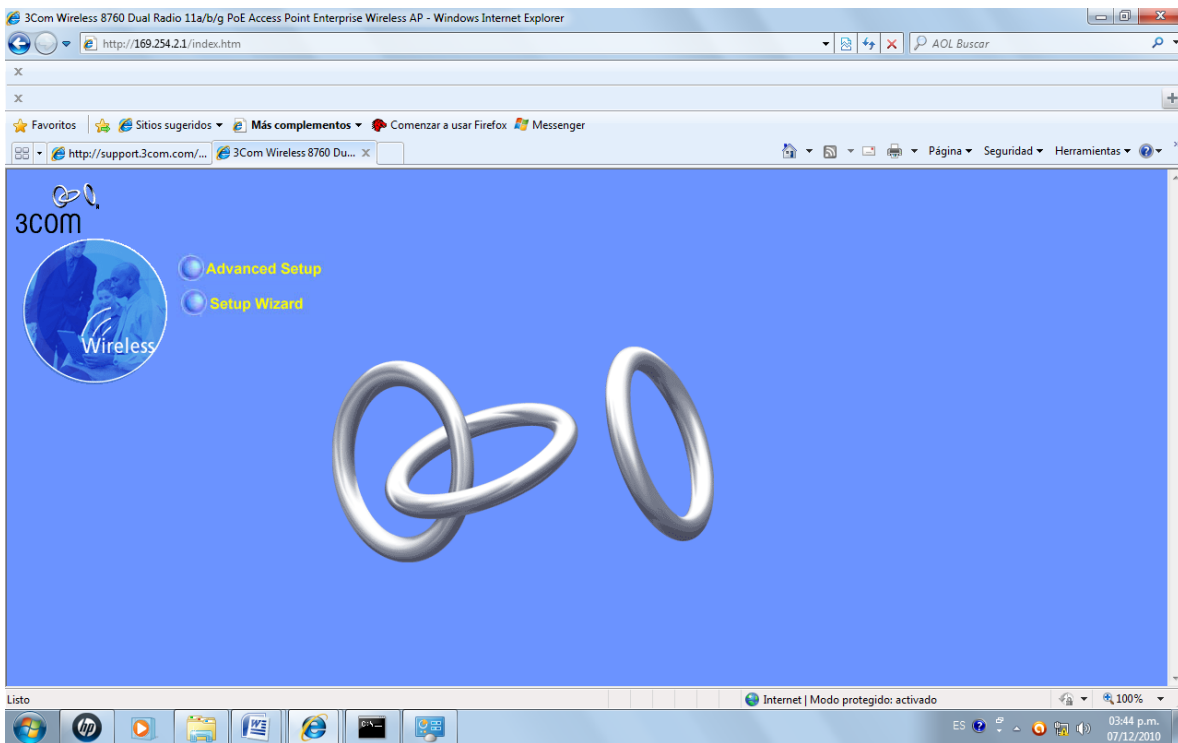 3Com Wireless 8760 Dual Radio 11a/b/g PoE Access Point Enterprise Wireless AP - Windows Internet Explorer
http://169.254.2.1/index.htm
AOL Buscar
x
x
Favoritos Sitios sugeridos Más complementos Comenzar a usar Firefox Messenger
http://support.3com.com/... 3Com Wireless 8760 Du... x Página Seguridad Herramientas
3com
Advanced Setup
Setup Wizard
Wireless
Listo Internet | Modo protegido: activado 100%
hp ES 03:44 p.m.
07/12/2010